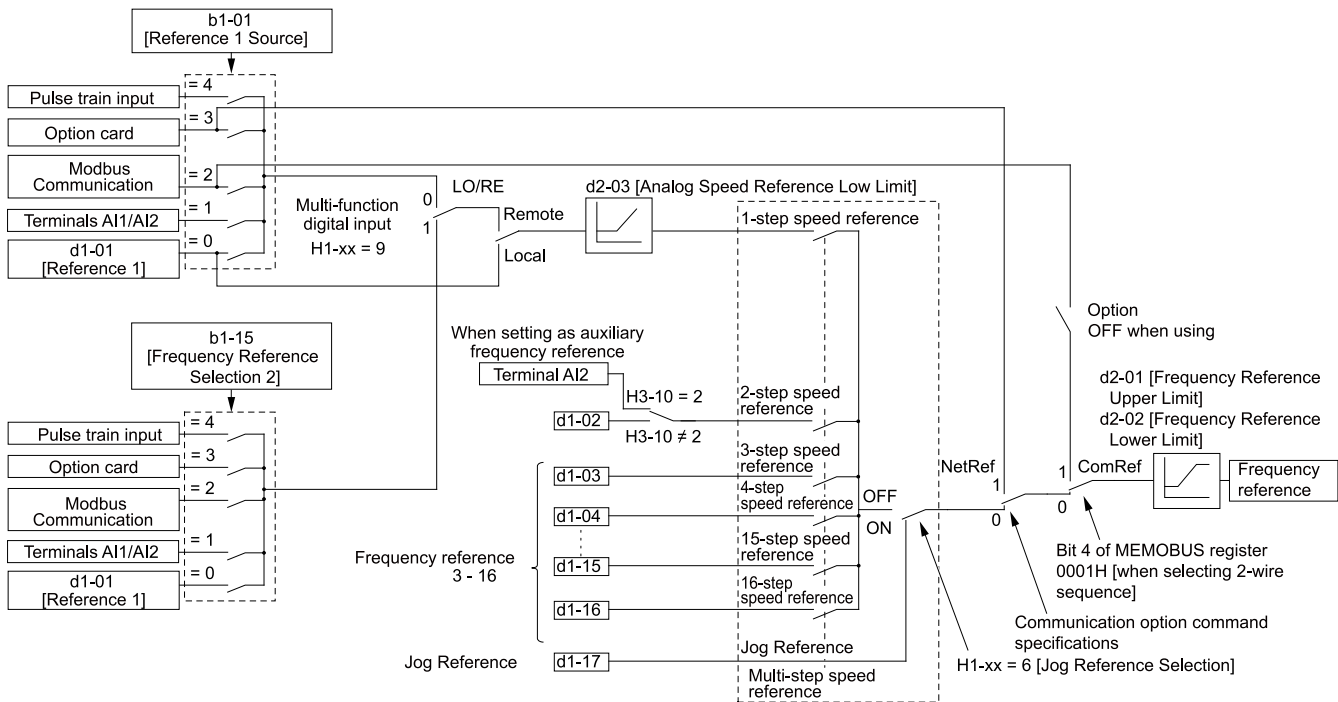 b1-01
[Reference 1 Source]
= 4
Pulse train input
= 3
Option card
= 2
Modbus
Communication
= 1
Terminals AI1/AI2
= 0
d1-01
[Reference 1]
Multi-function
digital input
H1-xx = 9
0
1
LO/RE
Remote
Local
d2-03 [Analog Speed Reference Low Limit]
1-step speed reference
b1-15
[Frequency Reference
Selection 2]
= 4
Pulse train input
= 3
Option card
= 2
Modbus
Communication
= 1
Terminals AI1/AI2
= 0
d1-01
[Reference 1]
When setting as auxiliary
frequency reference
Terminal AI2
H3-10 = 2
d1-02
H3-10 ≠ 2
2-step speed
reference
d1-03
3-step speed
reference
d1-04
4-step
speed reference
Frequency reference
3 - 16
d1-15
15-step speed
reference
d1-16
16-step
speed reference
Jog Reference
d1-17
Jog Reference
Multi-step speed
reference
OFF
ON
NetRef
1
0
Option
OFF when using
1
0
ComRef
d2-01 [Frequency Reference
Upper Limit]
d2-02 [Frequency Reference
Lower Limit]
Frequency
reference
Bit 4 of MEMOBUS register
0001H [when selecting 2-wire
sequence]
Communication option command
specifications
H1-xx = 6 [Jog Reference Selection]